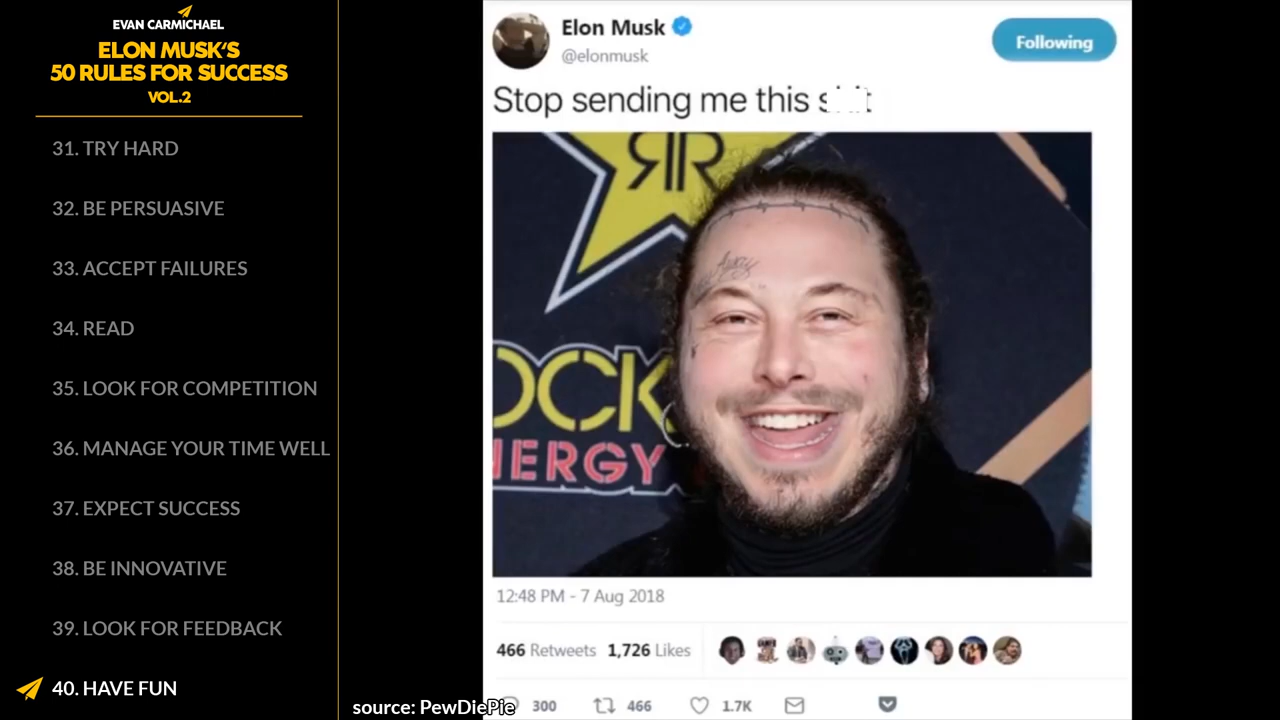 EVAN CARMICHAEL
ELON MUSK'S
50 RULES FOR SUCCESS
VOL.2
31. TRY HARD
32. BE PERSUASIVE
33. ACCEPT FAILURES
34. READ
35. LOOK FOR COMPETITION
36. MANAGE YOUR TIME WELL
37. EXPECT SUCCESS
38. BE INNOVATIVE
39. LOOK FOR FEEDBACK
40. HAVE FUN
Elon Musk
@elonmusk
Following
Stop sending me this
OCK
NERGY
12:48 PM - 7 Aug 2018
466 Retweets 1,726 Likes
300 466 1.7K
source: PewDiePie